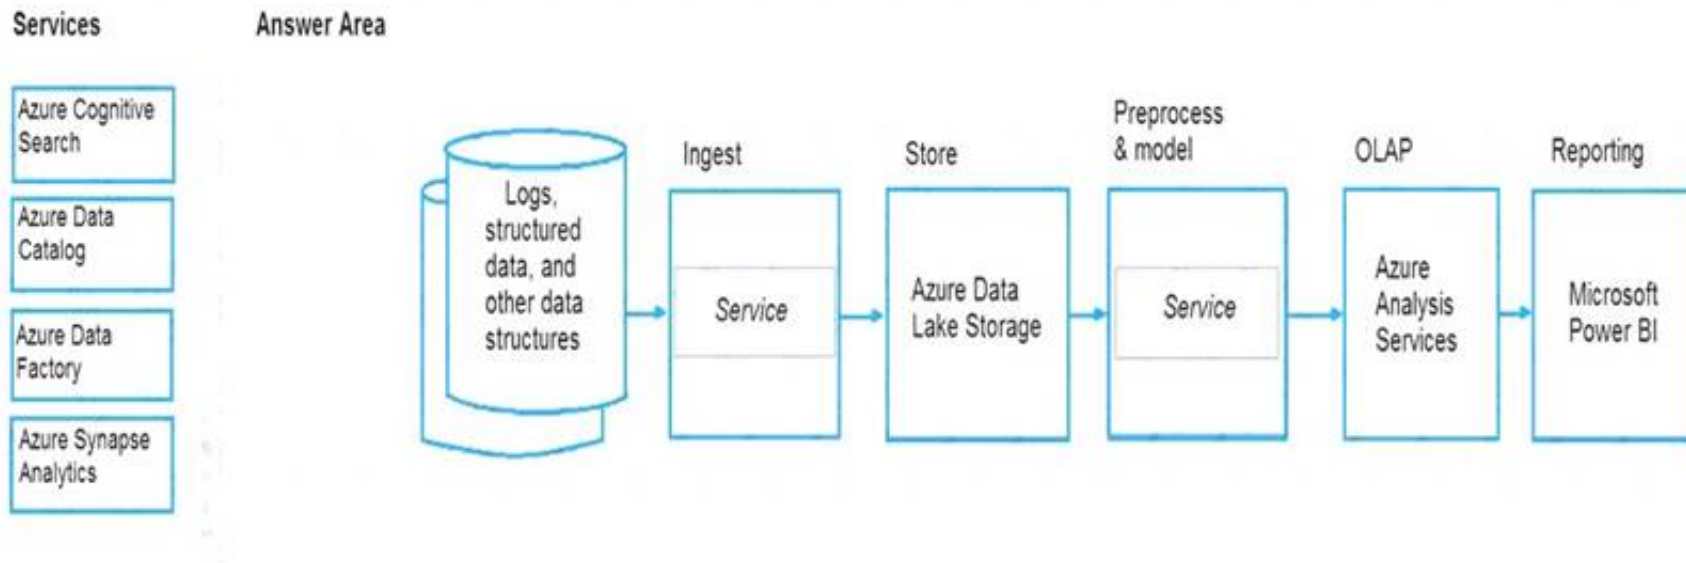 Services
Answer Area
Azure Cognitive
Search
Azure Data
Catalog
Azure Data
Factory
Azure Synapse
Analytics
Logs,
structured
data, and
other data
structures
Ingest
Service
Store
Azure Data
Lake Storage
Preprocess
& model
Service
OLAP
Azure
Analysis
Services
Reporting
Microsoft
Power BI